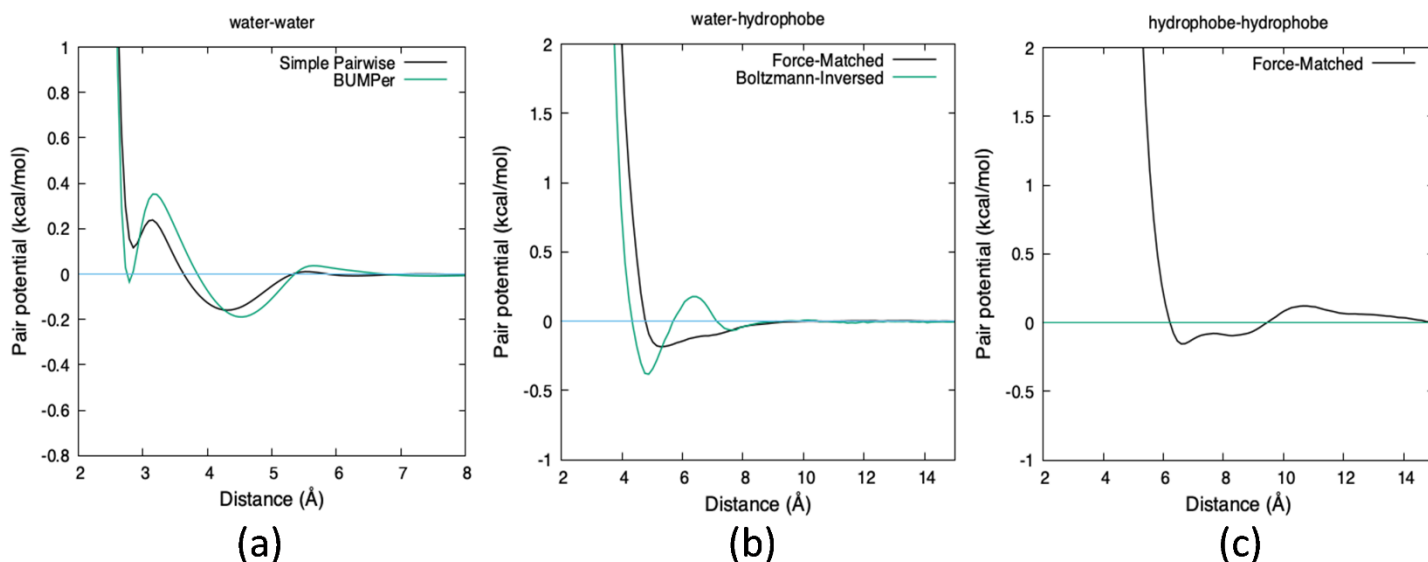 water-water
Simple Pairwise
BUMPer
Pair potential (kcal/mol)
1
0.8
0.6
0.4
0.2
0
-0.2
-0.4
-0.6
-0.8
2 3 4 5 6 7 8
Distance (Å)
(a)
water-hydrophobe
Force-Matched
Boltzmann-Inversed
Pair potential (kcal/mol)
2
1.5
1
0.5
0
-0.5
-1
2 4 6 8 10 12 14
Distance (Å)
(b)
hydrophobe-hydrophobe
Force-Matched
Pair potential (kcal/mol)
2
1.5
1
0.5
0
-0.5
-1
2 4 6 8 10 12 14
Distance (Å)
(c)